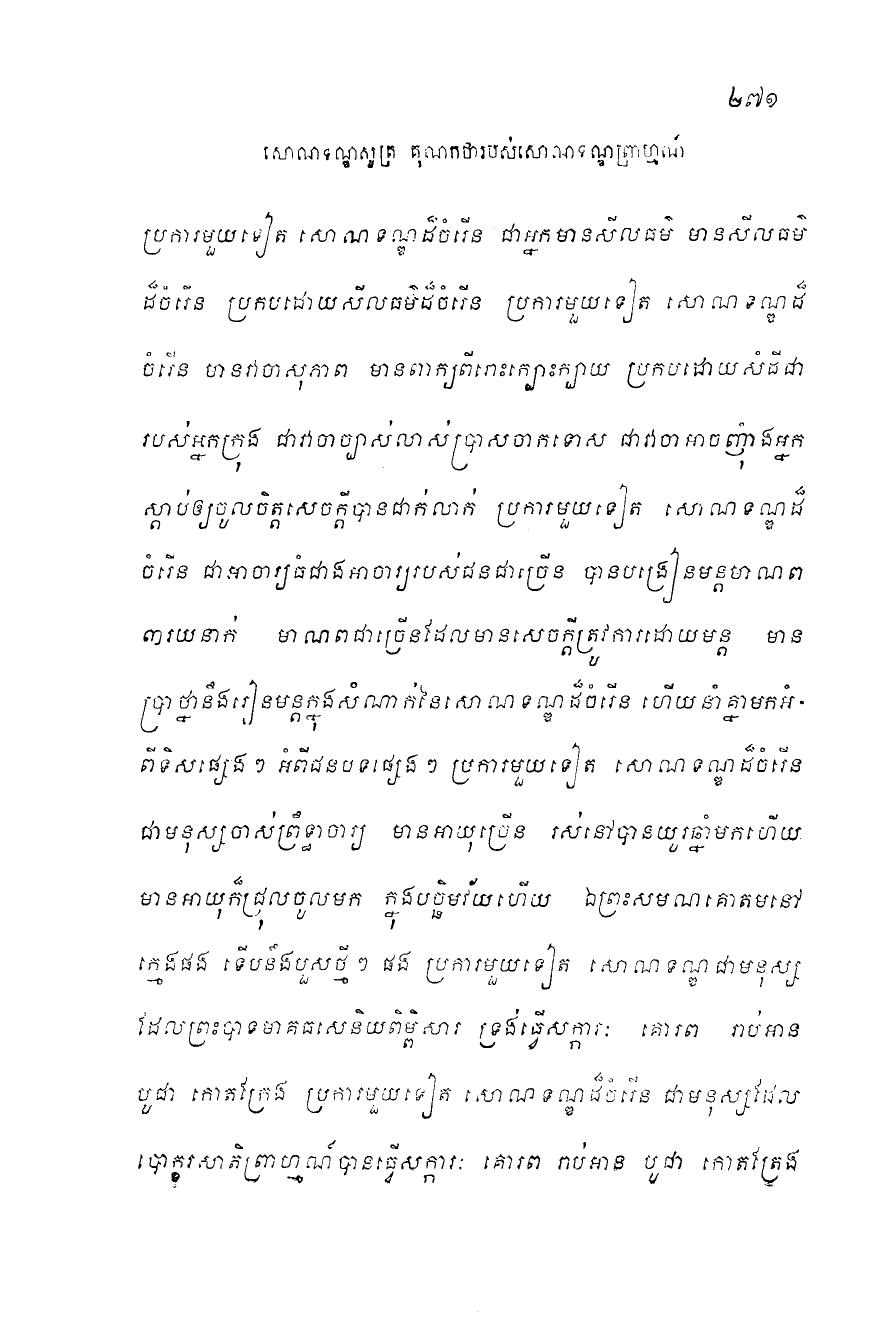 ២៧១
សោណទណ្ឌសូត្រ គុណកថារបស់សោណទណ្ឌព្រាហ្មណ៍
ប្រការមួយទៀត សោណទណ្ឌដ៏ចំរើន ជាអ្នកមានសីលធម៌ មានសីលធម៌
ដ៏ចំរើន ប្រកបដោយសីលធម៌ដ៏ចំរើន ប្រការមួយទៀត សោណទណ្ឌដ៏
ចំរើន មានវាចាសុភាព មានពាក្យពីរោះក្បោះក្បាយ ប្រកបដោយសំដីជា
របស់អ្នកក្រុង ជាវាចាច្បាស់លាស់ប្រាសចាកទោស ជាវាចាអាចញុំាងអ្នក
ស្តាប់ឲ្យចូលចិត្តសេចក្តីបានជាក់លាក់ ប្រការមួយទៀត សោណទណ្ឌដ៏
ចំរើន ជាអាចារ្យធំជាងអាចារ្យរបស់ជនជាច្រើន បានបង្រៀនមន្តមាណព
៣រយនាក់ មាណពជាច្រើនដែលមានសេចក្តីត្រូវការដោយមន្ត មាន
ប្រាថ្នានឹងរៀនមន្តក្នុងសំណាក់នៃសោណទណ្ឌដ៏ចំរើន ហើយនាំគ្នាមកអំ-
ពីទិសផ្សេងៗ អំពីជនបទផ្សេងៗ ប្រការមួយទៀត សោណទណ្ឌដ៏ចំរើន
ជាមនុស្សចាស់ព្រឹទ្ធាចារ្យ មានអាយុច្រើន រស់នៅបានយូរឆ្នាំមកហើយ
មានអាយុក៏ជ្រុលចូលមក ក្នុងបច្ឆិមវ័យហើយ ឯព្រះសមណគោតមនៅ
ក្មេងផង ទើបនឹងបួសថ្មីៗ ផង ប្រការមួយទៀត សោណទណ្ឌជាមនុស្ស
ដែលព្រះបាទមាគធសេនិយពិម្ពិសារ ទ្រង់ធ្វើសក្ការៈ គោរព រាប់អាន
បូជា កោតក្រែង ប្រការមួយទៀត សោណទណ្ឌដ៏ចំរើន ជាមនុស្សដែល
បោក្ខរសាតិព្រាហ្មណ៍បានធ្វើសក្ការៈ គោរព រាប់អាន បូជា កោតក្រែង